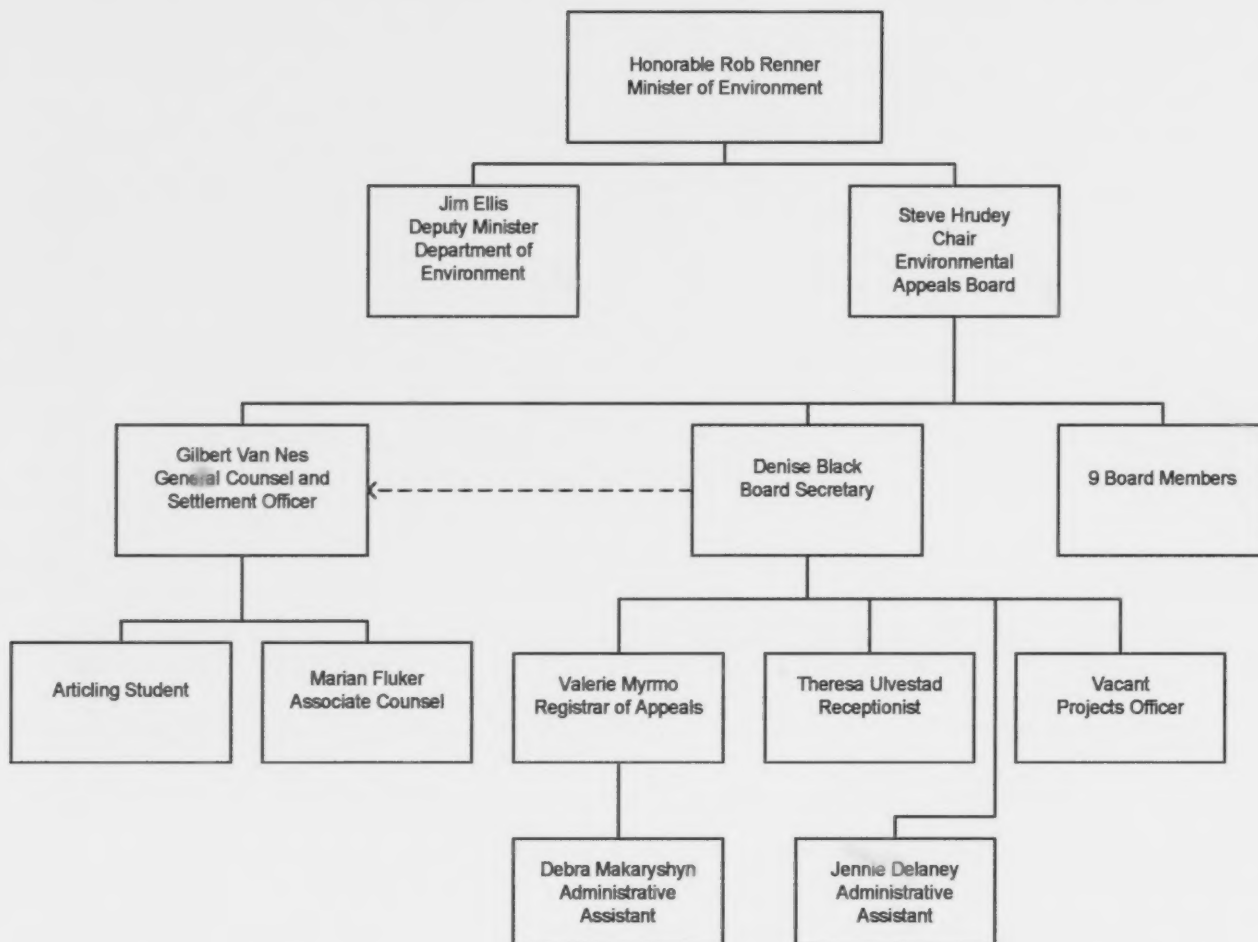 Honorable Rob Renner
Minister of Environment
Jim Ellis
Deputy Minister
Department of
Environment
Steve Hrudey
Chair
Environmental
Appeals Board
Gilbert Van Nes
General Counsel and
Settlement Officer
Denise Black
Board Secretary
9 Board Members
Articling Student
Marian Fluker
Associate Counsel
Valerie Myrmo
Registrar of Appeals
Theresa Ulvestad
Receptionist
Vacant
Projects Officer
Debra Makaryshyn
Administrative
Assistant
Jennie Delaney
Administrative
Assistant